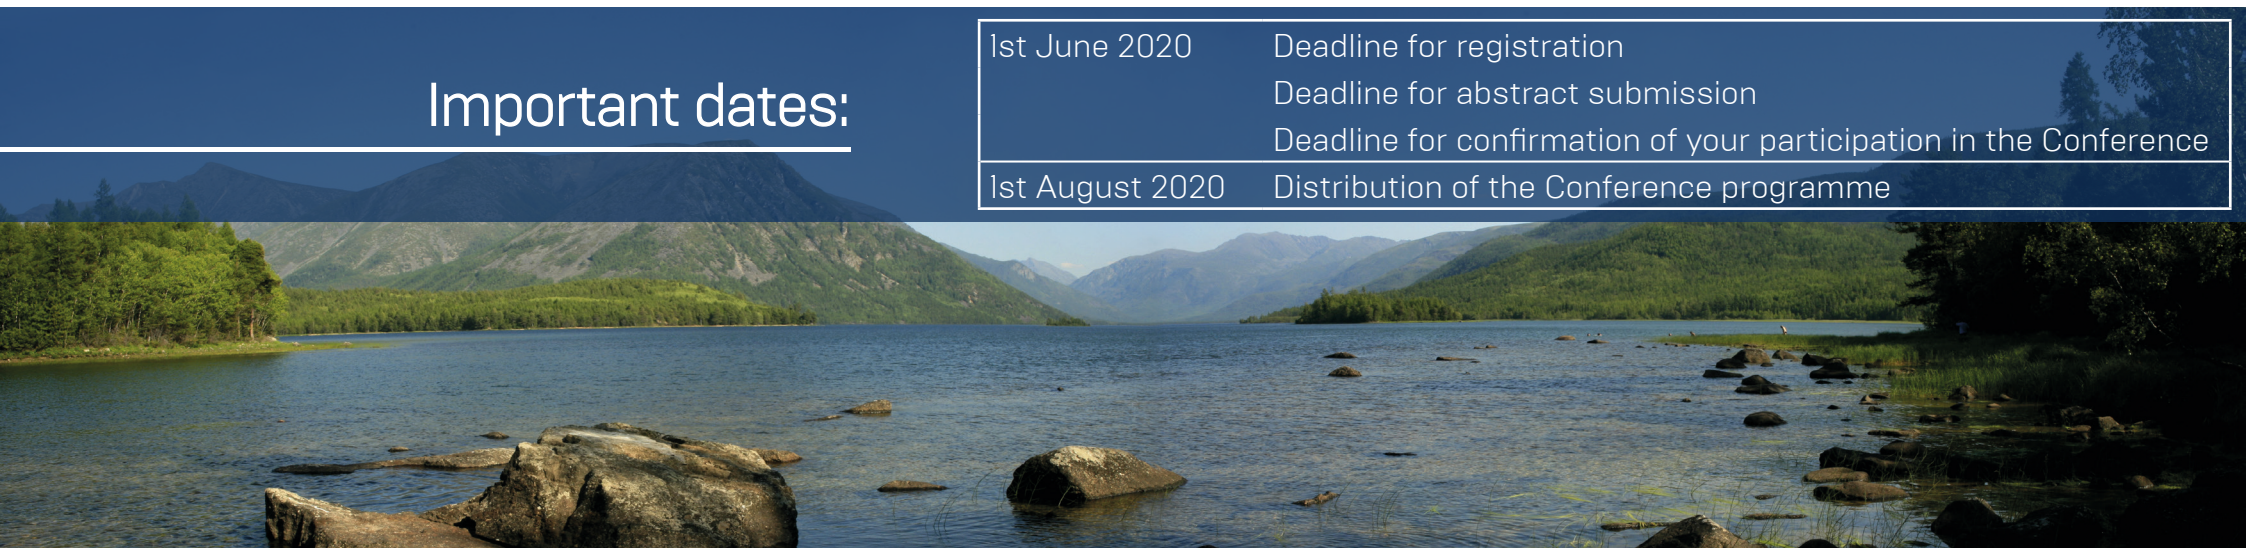 Important dates:
1st June 2020 Deadline for registration
Deadline for abstract submission
Deadline for confirmation of your participation in the Conference
1st August 2020 Distribution of the Conference programme